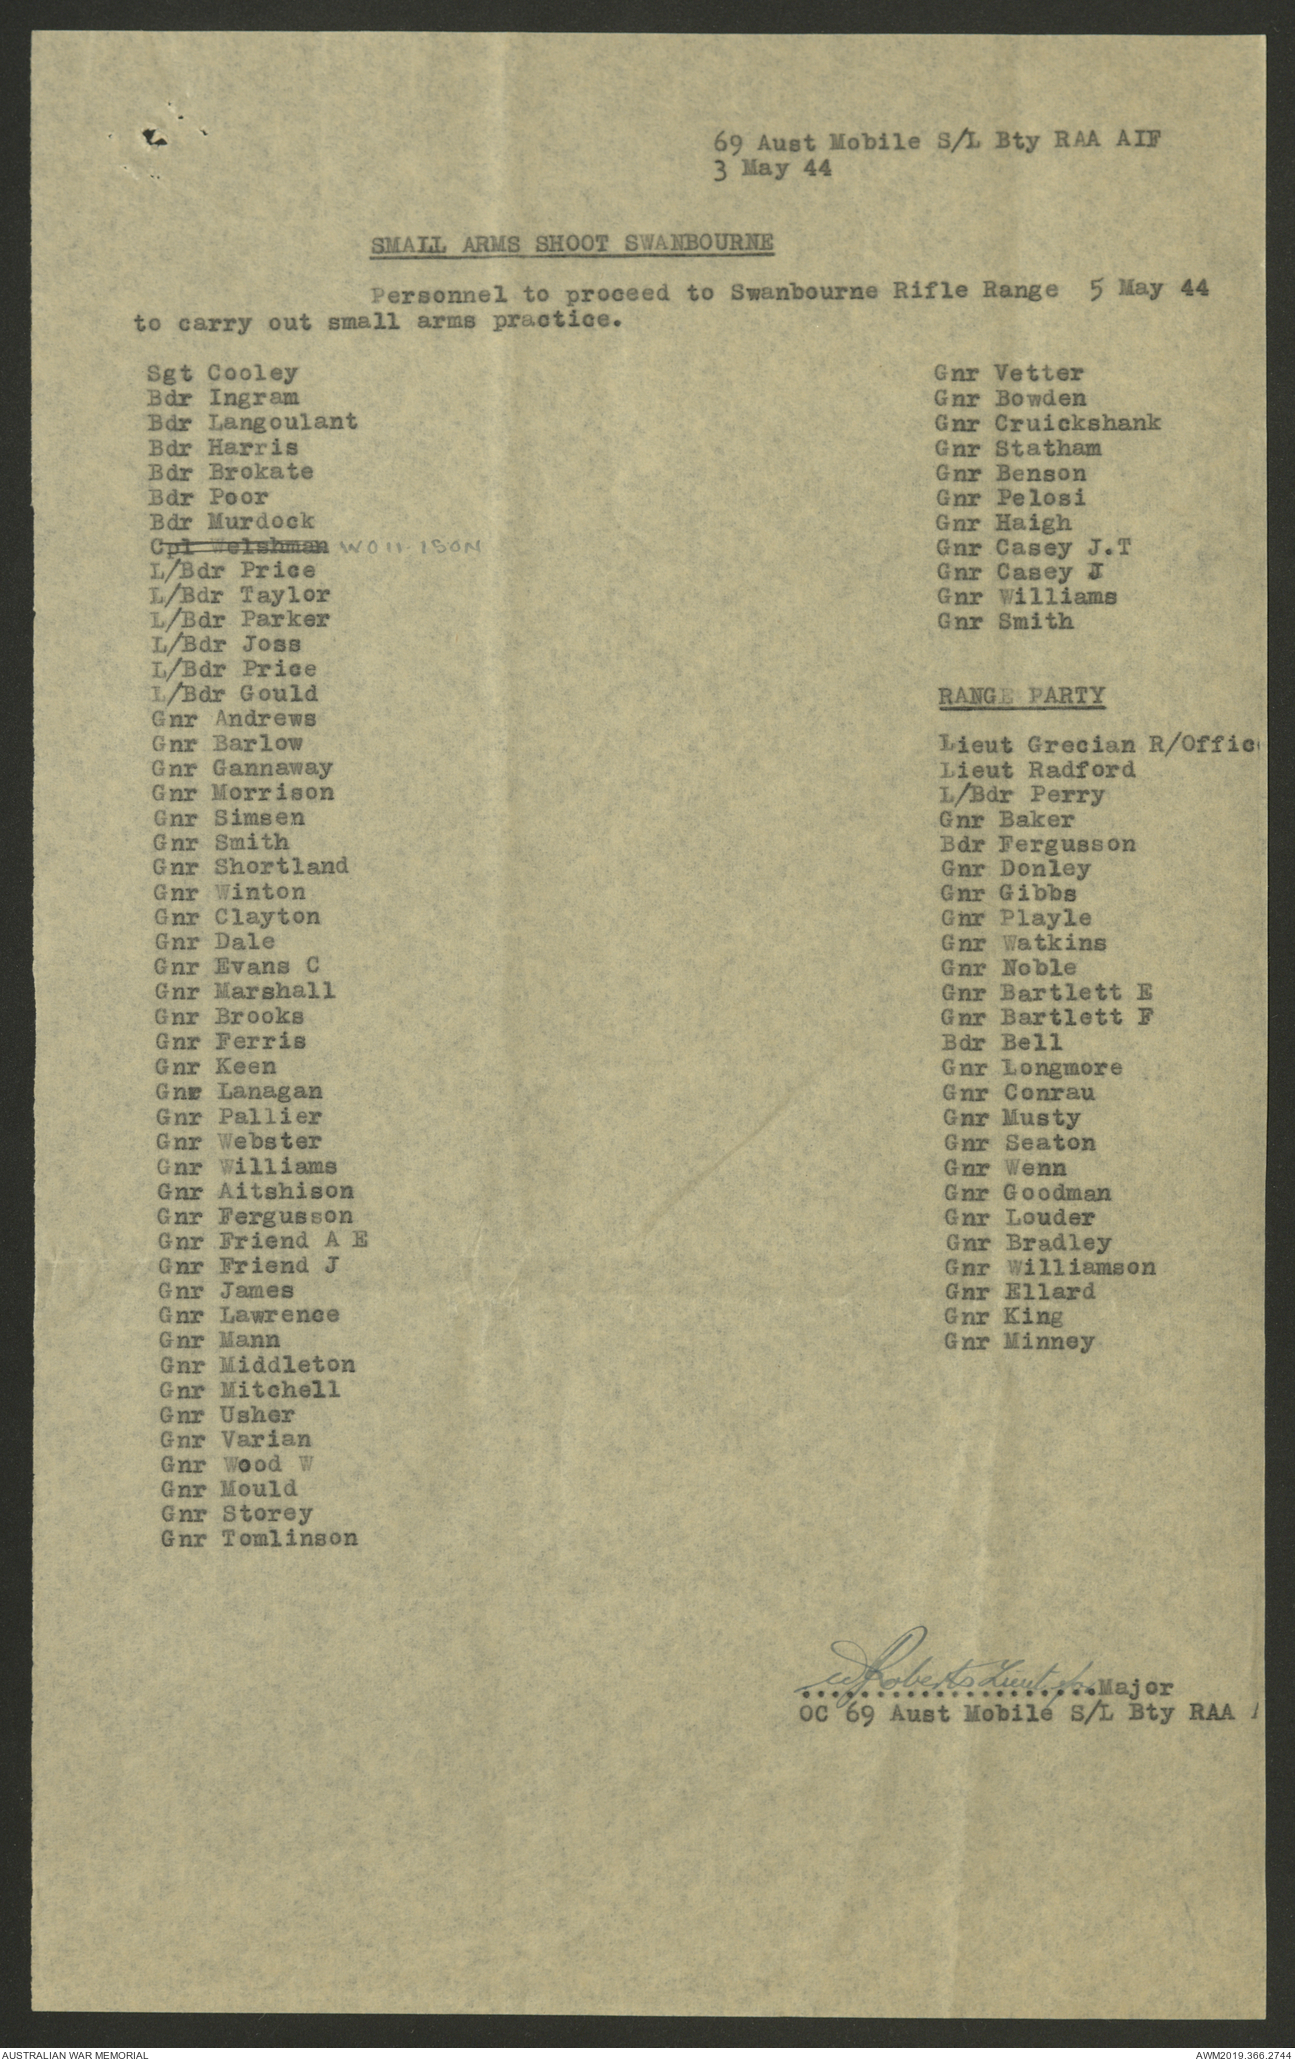 69 Aust Mobile S/L Bty RAA AIF
3 May 44
SMALL ARMS SHOOT SWANBOURNE
Personnel to proceed to Swanbourne Rifle Range 5 May 44
to carry out small arms practice.
Sgt Cooley
Bdr Ingram
Bdr Langoulant
Bdr Harris
Bdr Brokate
Bdr Poor
Bdr Murdock
Cpl Welshman
L/Bdr Price
L/Bdr Taylor
L/Bdr Parker
L/Bdr Joss
L/Bdr Price
L/Bdr Gould
Gnr Andrews
Gnr Barlow
Gnr Gannaway
Gnr Morrison
Gnr Simsen
Gnr Smith
Gnr Shortland
Gnr Winton
Gnr Clayton
Gnr Dale
Gnr Evans C
Gnr Marshall
Gnr Brooks
Gnr Ferris
Gnr Keen
Gnr Lanagan
Gnr Pallier
Gnr Webster
Gnr Williams
Gnr Aitshison
Gnr Fergusson
Gnr Friend A E
Gnr Friend J
Gnr James
Gnr Lawrence
Gnr Mann
Gnr Middleton
Gnr Mitchell
Gnr Usher
Gnr Varian
Gnr Wood W
Gnr Mould
Gnr Storey
Gnr Tomlinson
Gnr Vetter
Gnr Bowden
Gnr Cruickshank
Gnr Statham
Gnr Benson
Gnr Pelosi
Gnr Haigh
Gnr Casey J.T
Gnr Casey J
Gnr Williams
Gnr Smith
RANGE PARTY
Lieut Grecian R/Offic
Lieut Radford
L/Bdr Perry
Gnr Baker
Bdr Fergusson
Gnr Donley
Gnr Gibbs
Gnr Playle
Gnr Watkins
Gnr Noble
Gnr Bartlett E
Gnr Bartlett F
Bdr Bell
Gnr Longmore
Gnr Conrau
Gnr Musty
Gnr Seaton
Gnr Wenn
Gnr Goodman
Gnr Louder
Gnr Bradley
Gnr Williamson
Gnr Ellard
Gnr King
Gnr Minney
Roberts Lieut ....................Major
OC 69 Aust Mobile S/L Bty RAA
AUSTRALIAN WAR MEMORIAL
AWM2019.366.2744